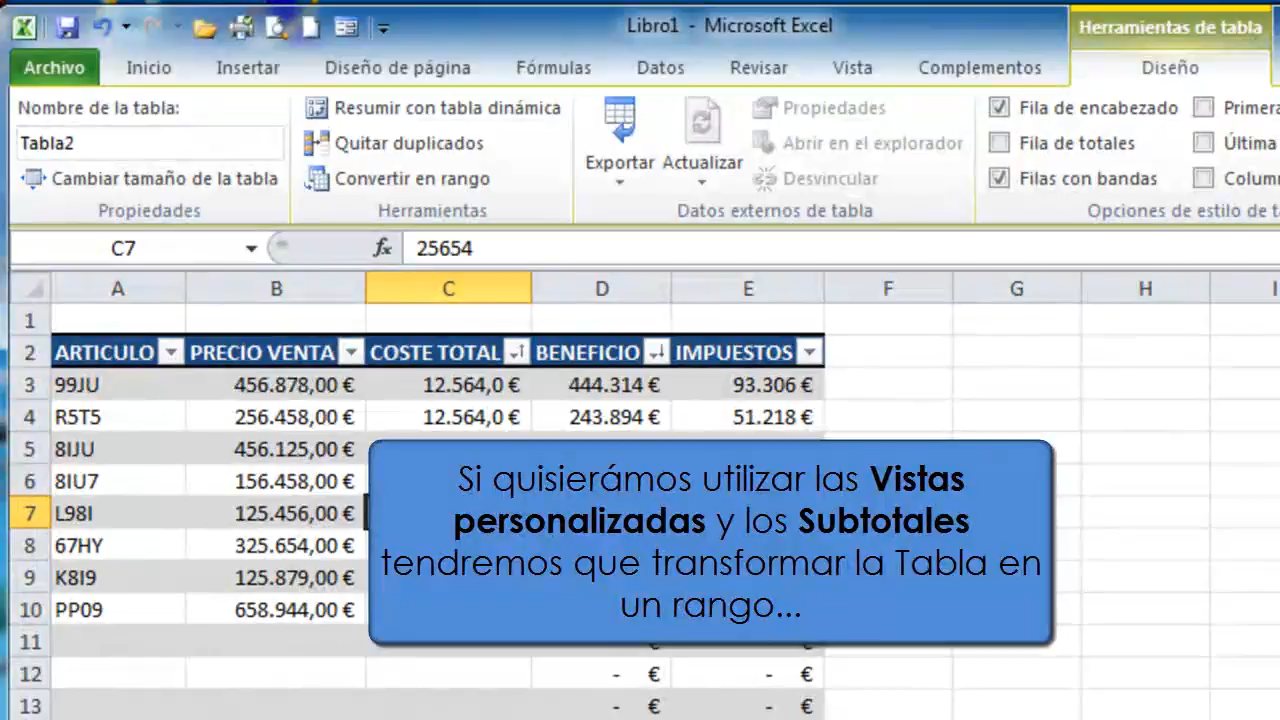 Libro1 - Microsoft Excel
Herramientas de tabla
Archivo Inicio Insertar Diseño de página Fórmulas Datos Revisar Vista Complementos Diseño
Nombre de la tabla:
Tabla2
Cambiar tamaño de la tabla
Propiedades
Resumir con tabla dinámica
Quitar duplicados
Convertir en rango
Herramientas
Exportar Actualizar
Propiedades
Abrir en el explorador
Desvincular
Datos externos de tabla
Fila de encabezado
Fila de totales
Filas con bandas
Primera
Última
Colum
Opciones de estilo de t
C7 fx 25654
A B C D E F G H I
1
2 ARTICULO PRECIO VENTA COSTE TOTAL BENEFICIO IMPUESTOS
3 99JU 456.878,00 € 12.564,0 € 444.314 € 93.306 €
4 R5T5 256.458,00 € 12.564,0 € 243.894 € 51.218 €
5 8IJU 456.125,00 €
6 8IU7 156.458,00 €
7 L98I 125.456,00 €
8 67HY 325.654,00 €
9 K8I9 125.879,00 €
10 PP09 658.944,00 €
11
12 - € - €
13 - € - €
Si quisierámos utilizar las Vistas
personalizadas y los Subtotales
tendremos que transformar la Tabla en
un rango...